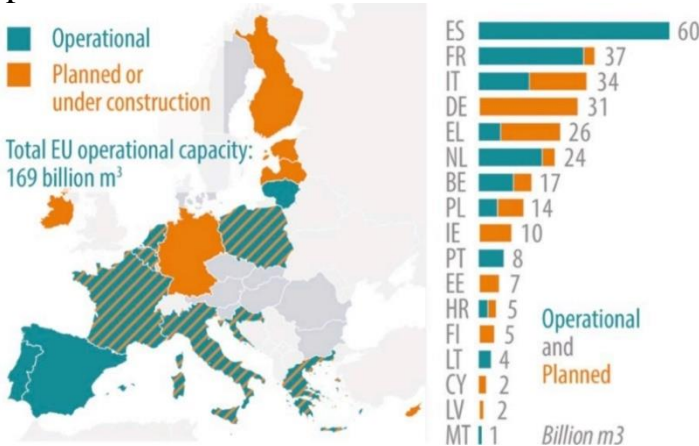 Operational
Planned or
under construction
Total EU operational capacity:
169 billion m³
ES 60
FR 37
IT 34
DE 31
EL 26
NL 24
BE 17
PL 14
IE 10
PT 8
EE 7
HR 5
FI 5
LT 4
CY 2
LV 2
MT 1
Operational
and
Planned
Billion m3